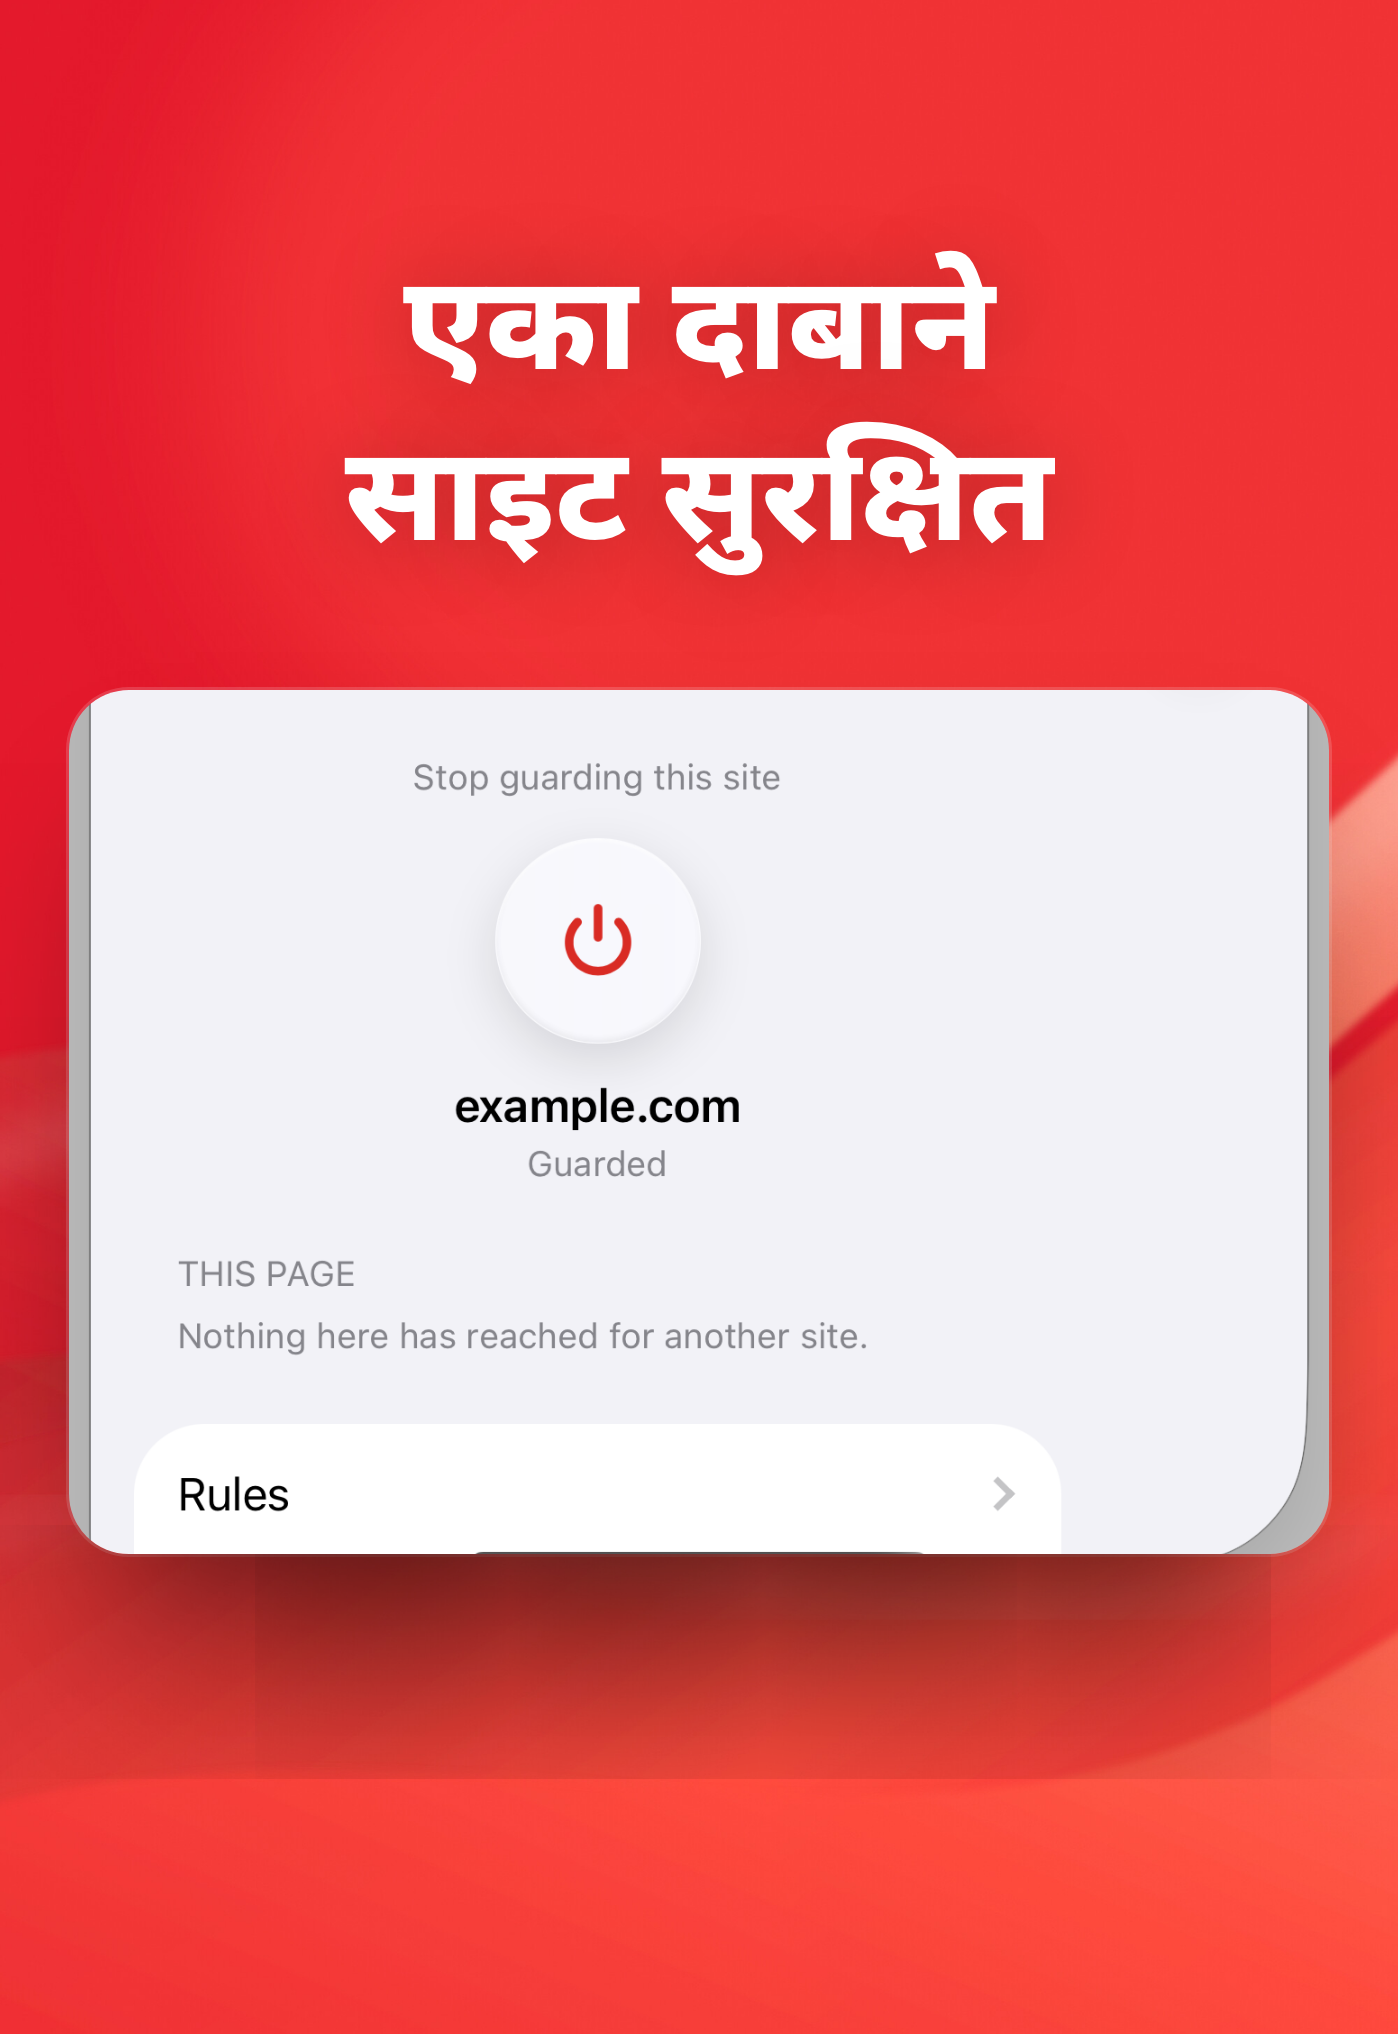 एका दाबाने
साइट सुरक्षित
Stop guarding this site
example.com
Guarded
THIS PAGE
Nothing here has reached for another site.
Rules